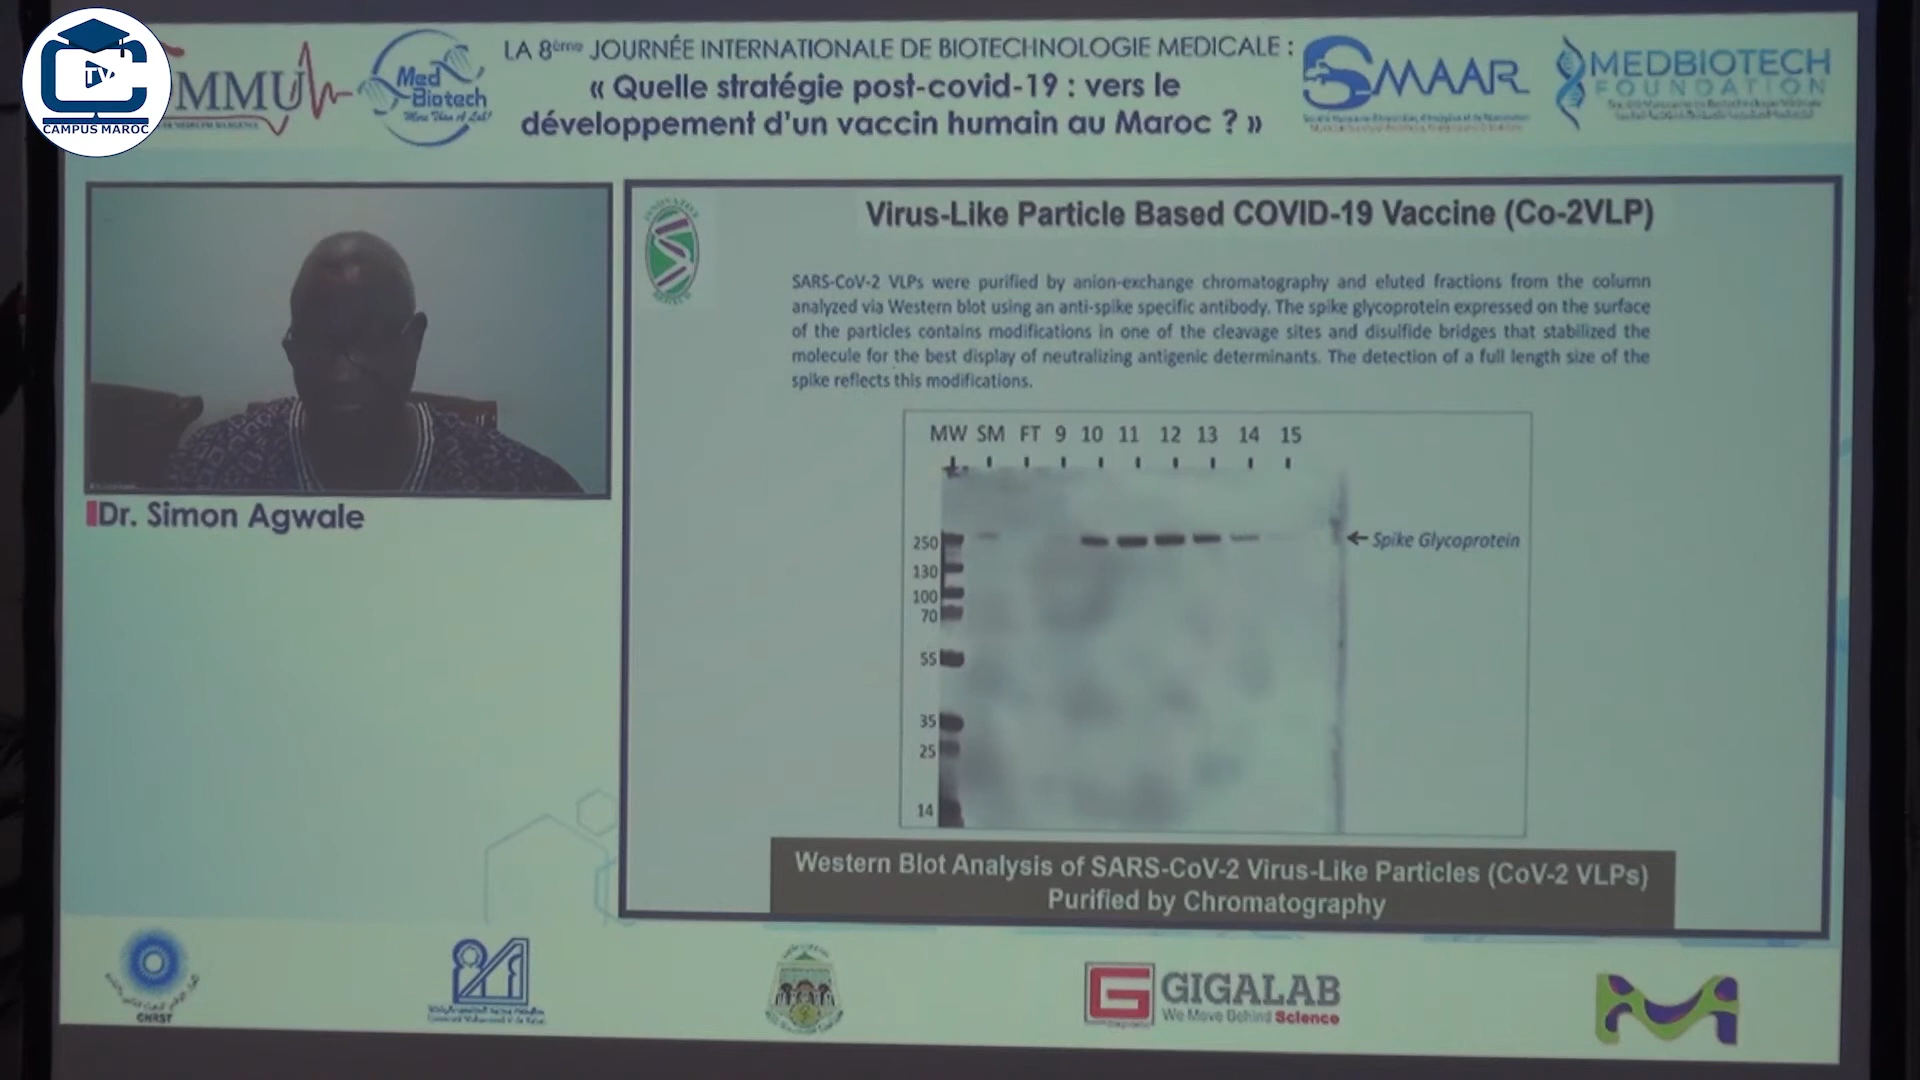 TV
CAMPUS MAROC
MMU
Med
Biotech
More Than A Lab!
LA 8ème JOURNÉE INTERNATIONALE DE BIOTECHNOLOGIE MEDICALE :
« Quelle stratégie post-covid-19 : vers le
développement d'un vaccin humain au Maroc ? »
SMAAR
MEDBIOTECH
FOUNDATION
Dr. Simon Agwale
Virus-Like Particle Based COVID-19 Vaccine (Co-2VLP)
SARS-CoV-2 VLPs were purified by anion-exchange chromatography and eluted fractions from the column
analyzed via Western blot using an anti-spike specific antibody. The spike glycoprotein expressed on the surface
of the particles contains modifications in one of the cleavage sites and disulfide bridges that stabilized the
molecule for the best display of neutralizing antigenic determinants. The detection of a full length size of the
spike reflects this modifications.
MW SM FT 9 10 11 12 13 14 15
250
130
100
70
55
35
25
14
← Spike Glycoprotein
Western Blot Analysis of SARS-CoV-2 Virus-Like Particles (CoV-2 VLPs)
Purified by Chromatography
CNRST
GIGALAB
We Move Behind Science